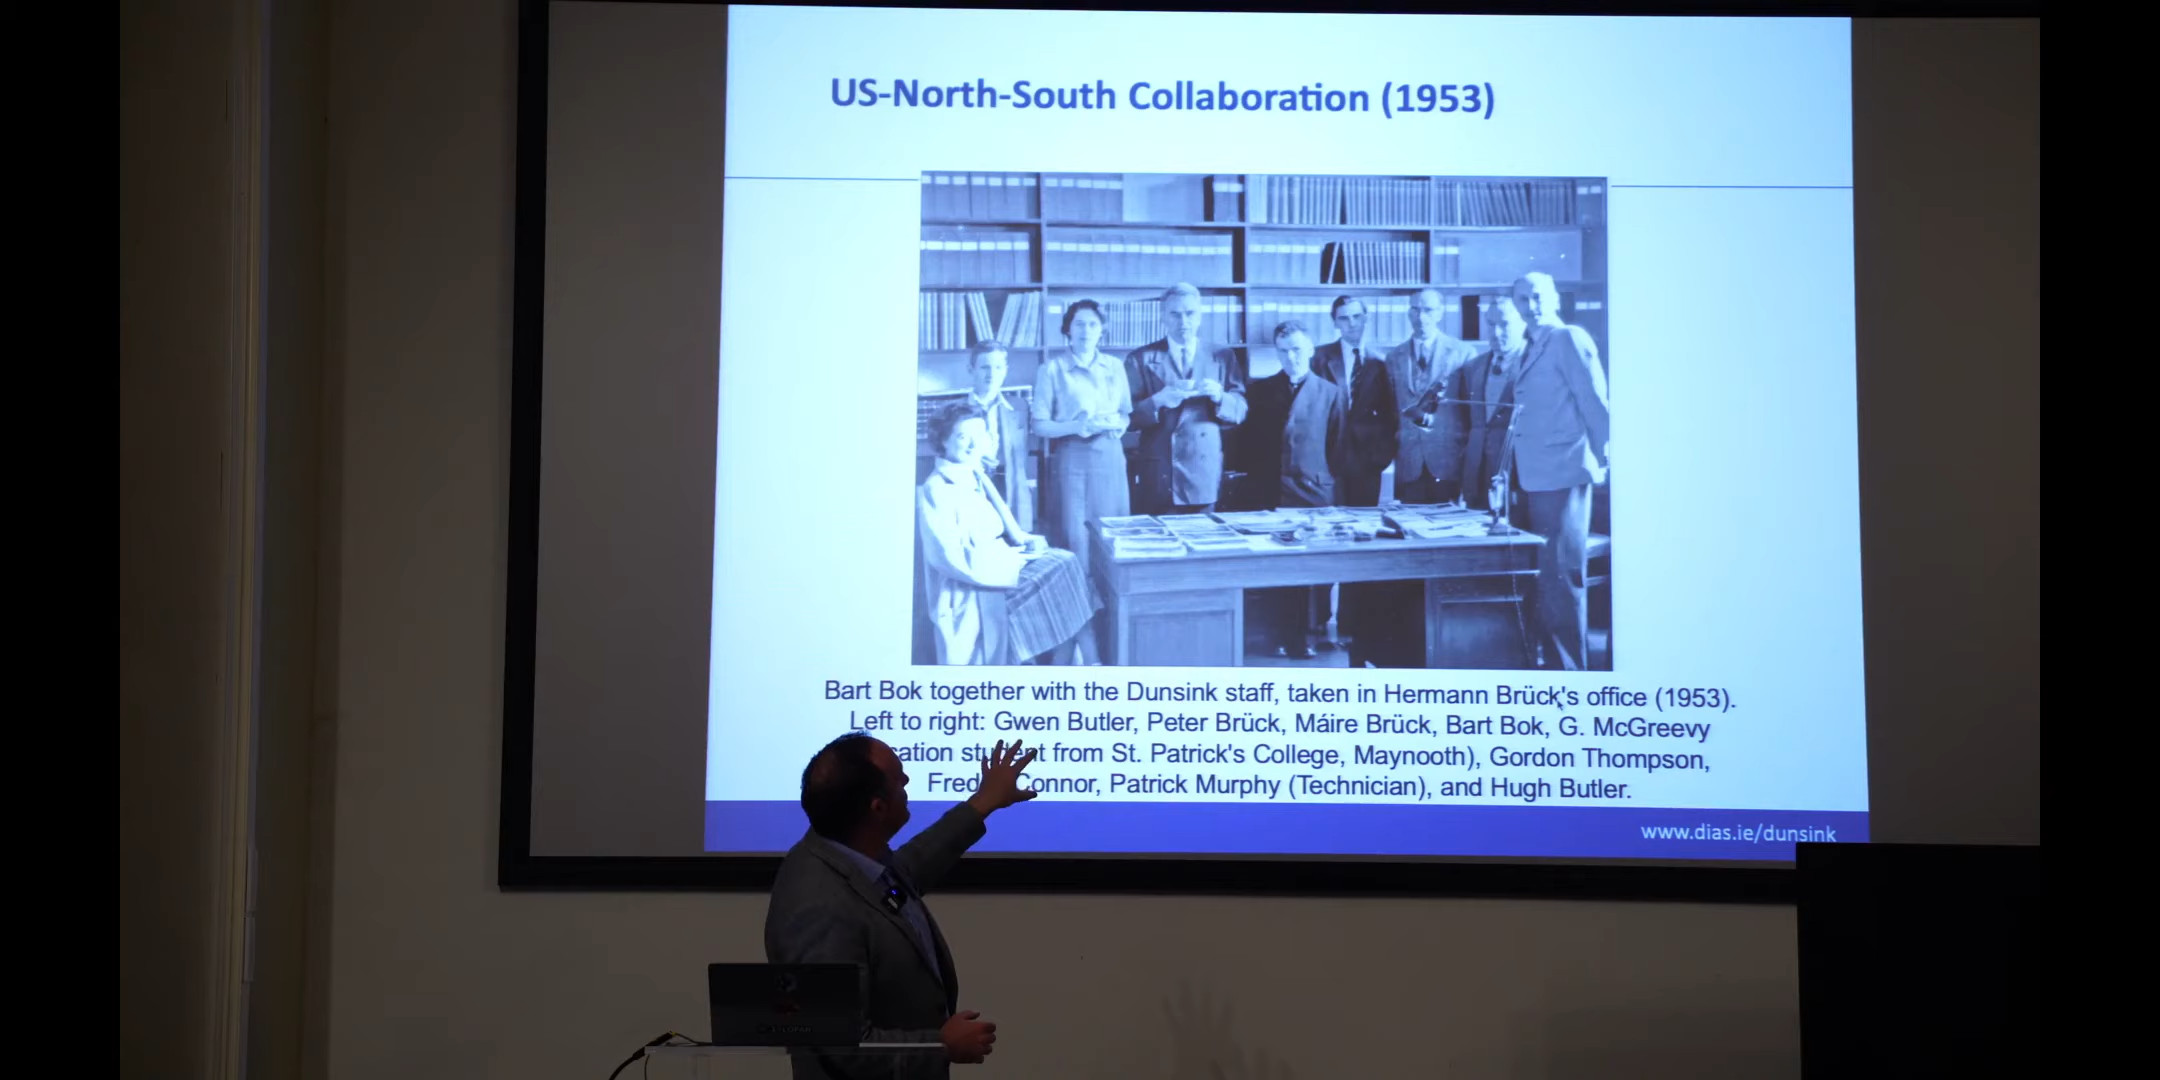 US-North-South Collaboration (1953)
Bart Bok together with the Dunsink staff, taken in Hermann Brück's office (1953).
Left to right: Gwen Butler, Peter Brück, Máire Brück, Bart Bok, G. McGreevy
from St. Patrick's College, Maynooth), Gordon Thompson,
Fred Connor, Patrick Murphy (Technician), and Hugh Butler.
www.dias.ie/dunsink